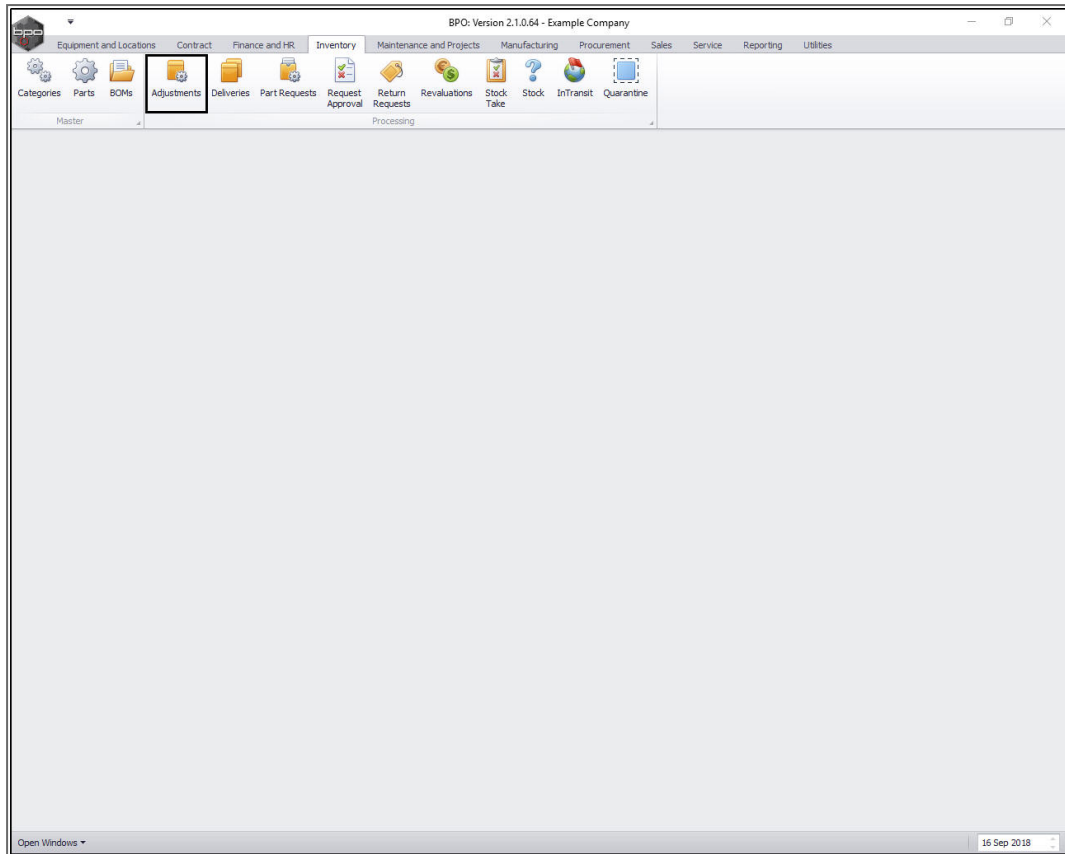 BPO: Version 2.1.0.64 - Example Company
bpo
Equipment and Locations Contract Finance and HR Inventory Maintenance and Projects Manufacturing Procurement Sales Service Reporting Utilities
Categories Parts BOMs Adjustments Deliveries Part Requests Request Return Revaluations Stock Stock InTransit Quarantine
Approval Requests Take
Master Processing
Open Windows 16 Sep 2018